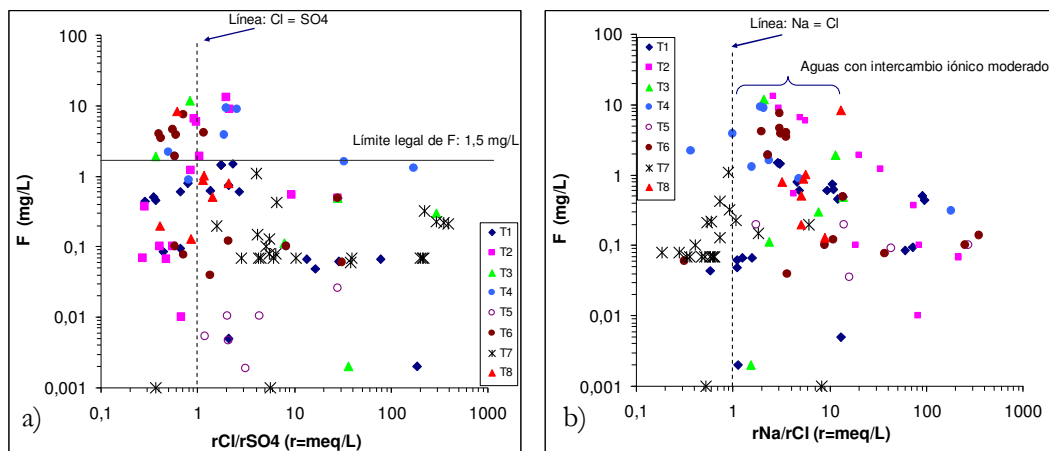 Línea: Cl = SO4
100
10
1
0,1
0,01
0,001
F (mg/L)
Límite legal de F: 1,5 mg/L
T1
T2
T3
T4
T5
T6
T7
T8
0,1 1 10 100 1000
rCl/rSO4 (r=meq/L)
a)
Línea: Na = Cl
100
10
1
0,1
0,01
0,001
F (mg/L)
T1
T2
T3
T4
T5
T6
T7
T8
Aguas con intercambio iónico moderado
0,1 1 10 100 1000
rNa/rCl (r=meq/L)
b)